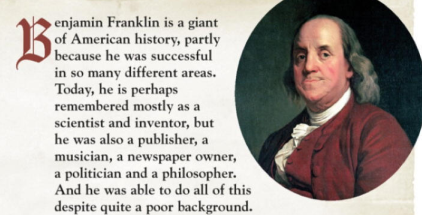 Benjamin Franklin is a giant
of American history, partly
because he was successful
in so many different areas.
Today, he is perhaps
remembered mostly as a
scientist and inventor, but
he was also a publisher, a
musician, a newspaper owner,
a politician and a philosopher.
And he was able to do all of this
despite quite a poor background.